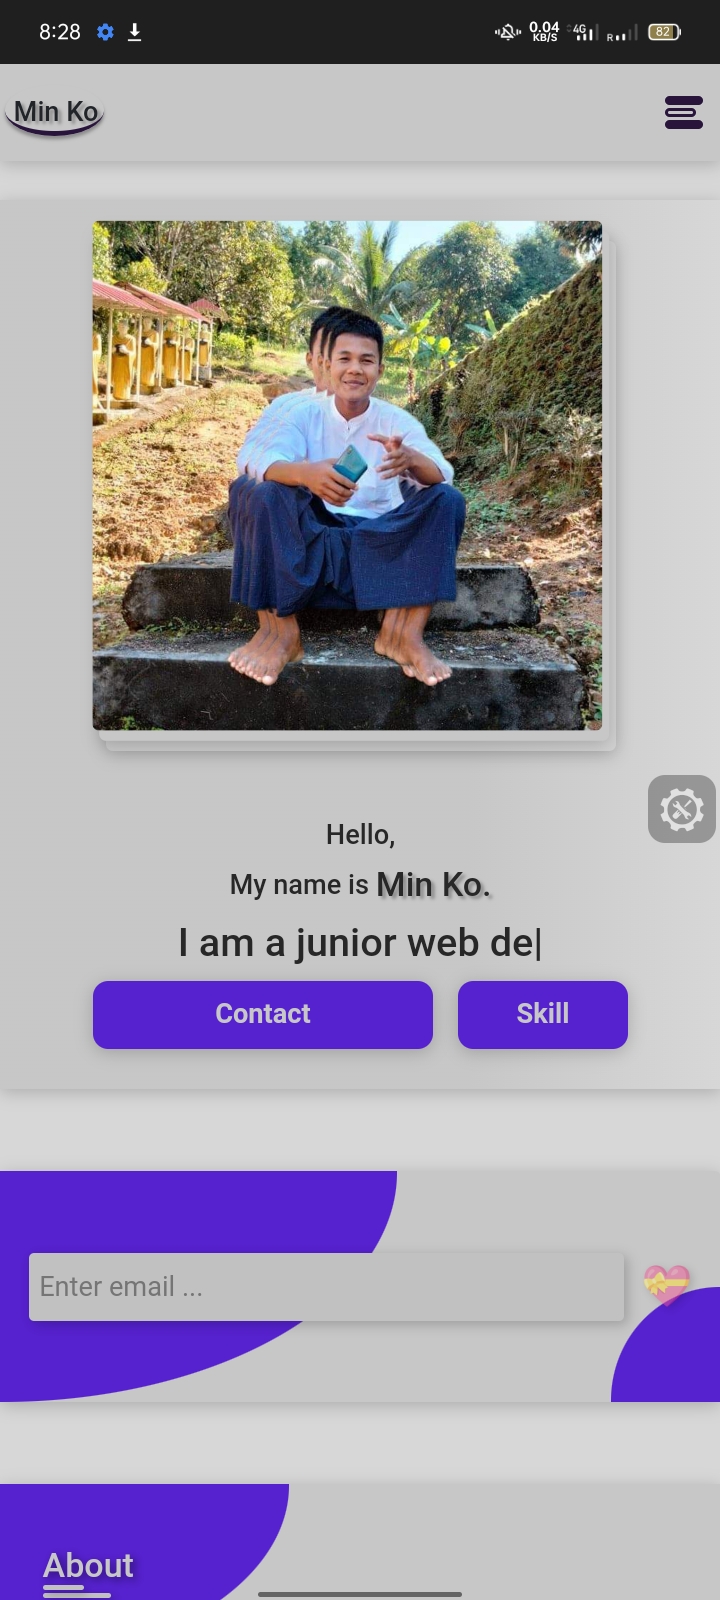 8:28
0.04
KB/S
4G
R
82
Min Ko
Hello,
My name is Min Ko.
I am a junior web de|
Contact
Skill
Enter email ...
About